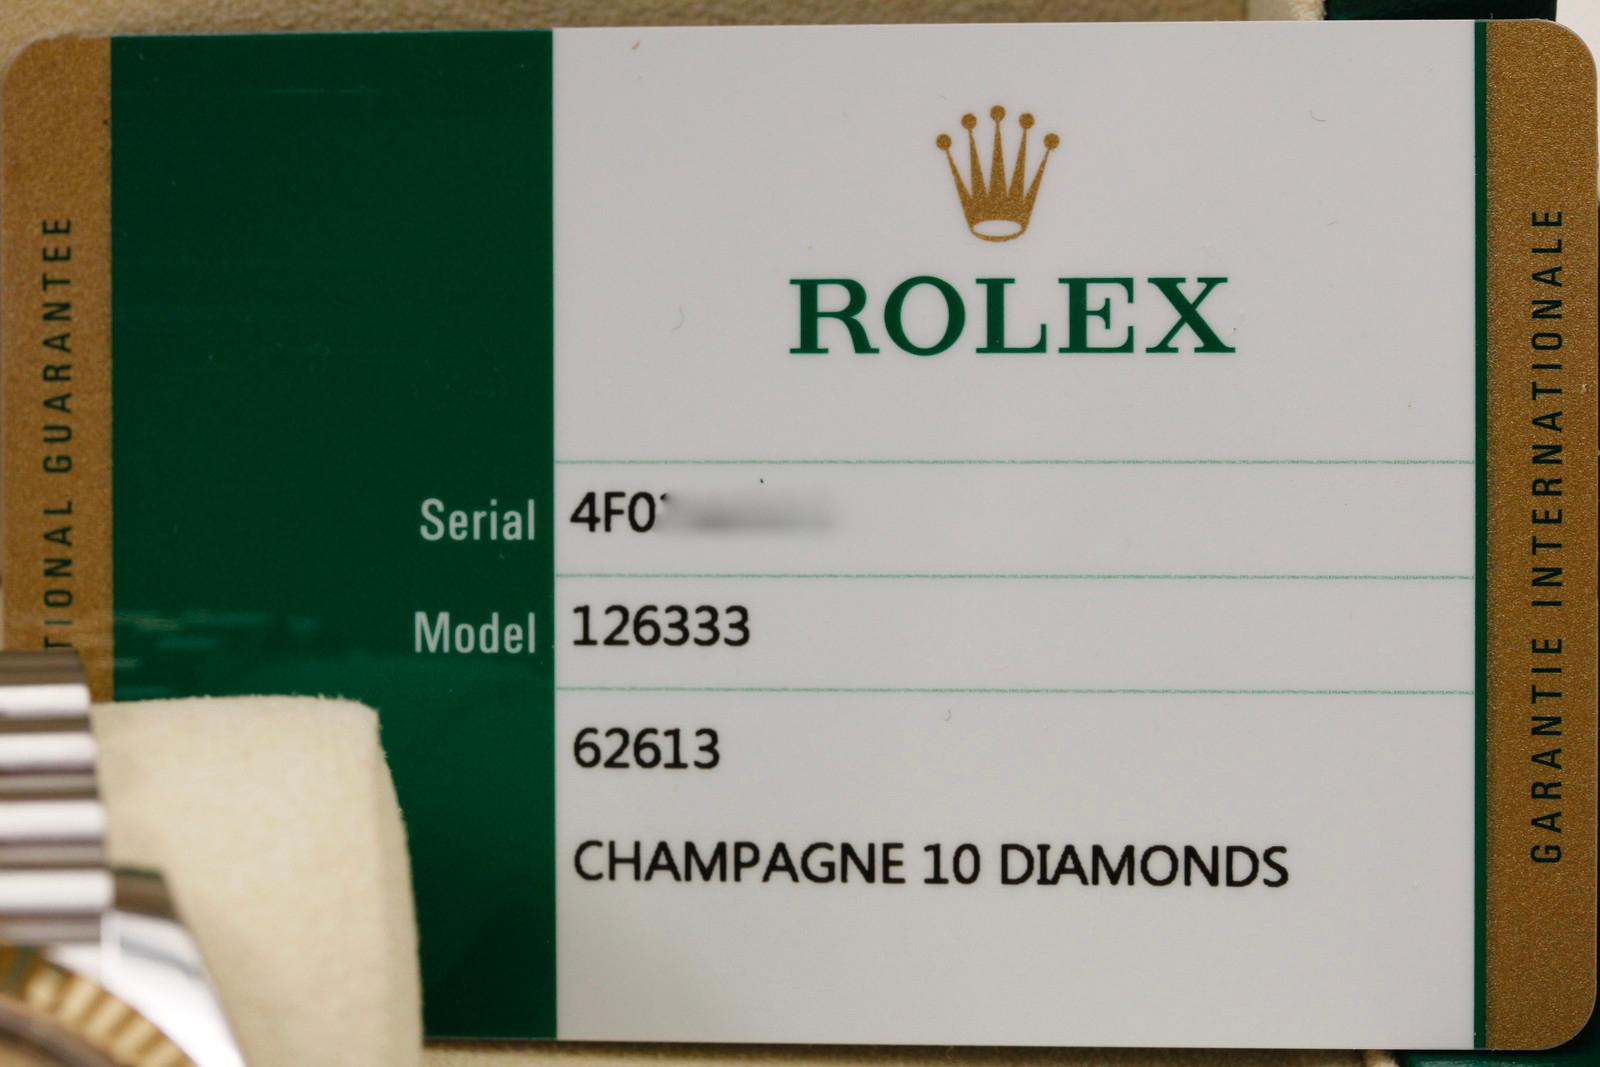 TIONAL GUARANTEE
ROLEX
Serial 4F0
Model 126333
62613
CHAMPAGNE 10 DIAMONDS
GARANTIE INTERNATIONALE